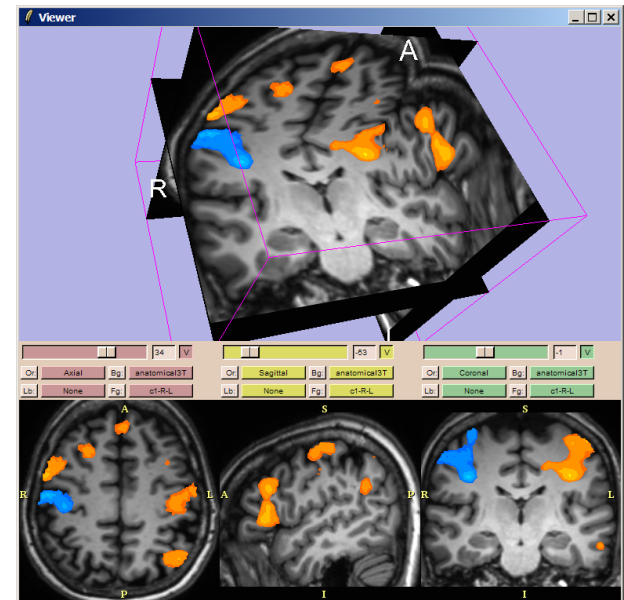 Viewer
A
R
34 V -53 V -1 V
Or: Axial Bg: anatomical3T Or: Sagittal Bg: anatomical3T Or: Coronal Bg: anatomical3T
Lb: None Fg: c1-R-L Lb: None Fg: c1-R-L Lb: None Fg: c1-R-L
A S S
R L A P R L
P I I